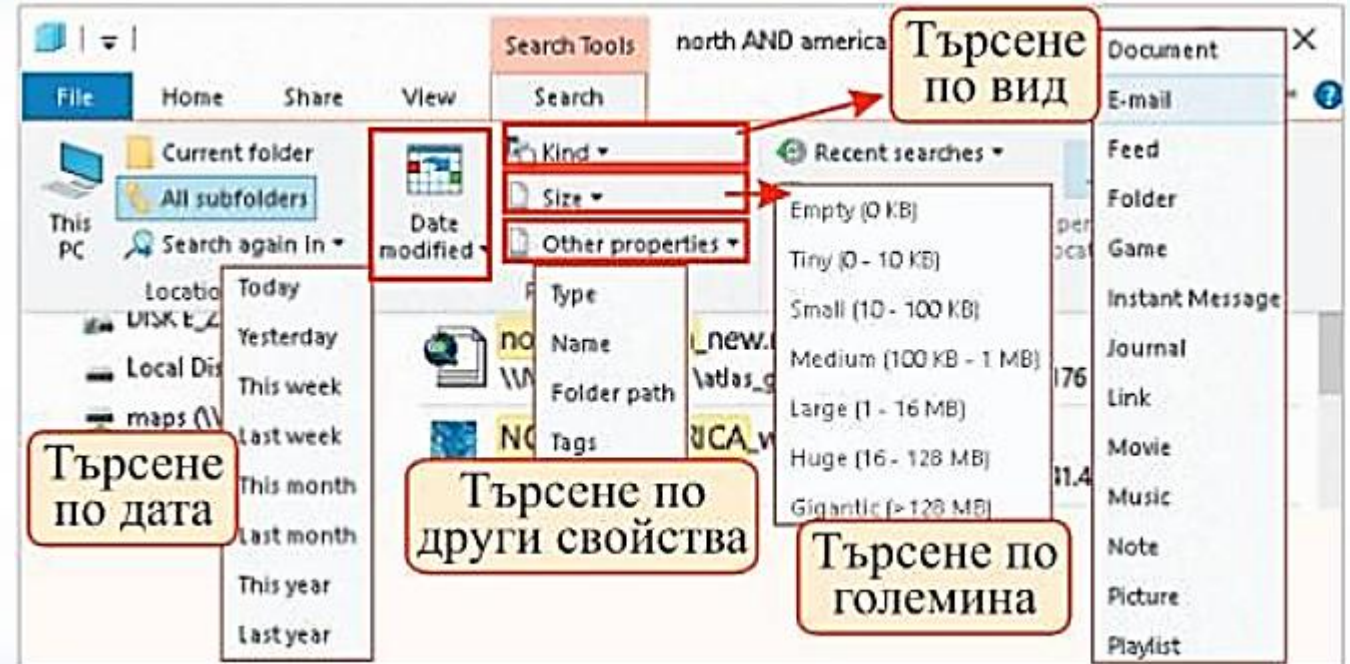 Search Tools
north AND america
File
Home
Share
View
Search
This PC
Current folder
All subfolders
Search again in
Date modified
Kind
Size
Other properties
Recent searches
Търсене
по вид
Document
E-mail
Feed
Folder
Game
Instant Message
Journal
Link
Movie
Music
Note
Picture
Playlist
Empty (0 KB)
Tiny (0 - 10 KB)
Small (10 - 100 KB)
Medium (100 KB - 1 MB)
Large (1 - 16 MB)
Huge (16 - 128 MB)
Gigantic (> 128 MB)
Търсене по
големина
Type
Name
Folder path
Tags
Търсене по
други свойства
Today
Yesterday
This week
Last week
This month
Last month
This year
Last year
Търсене
по дата
Local Dis
maps (\\
_new.
\atlas_g
176